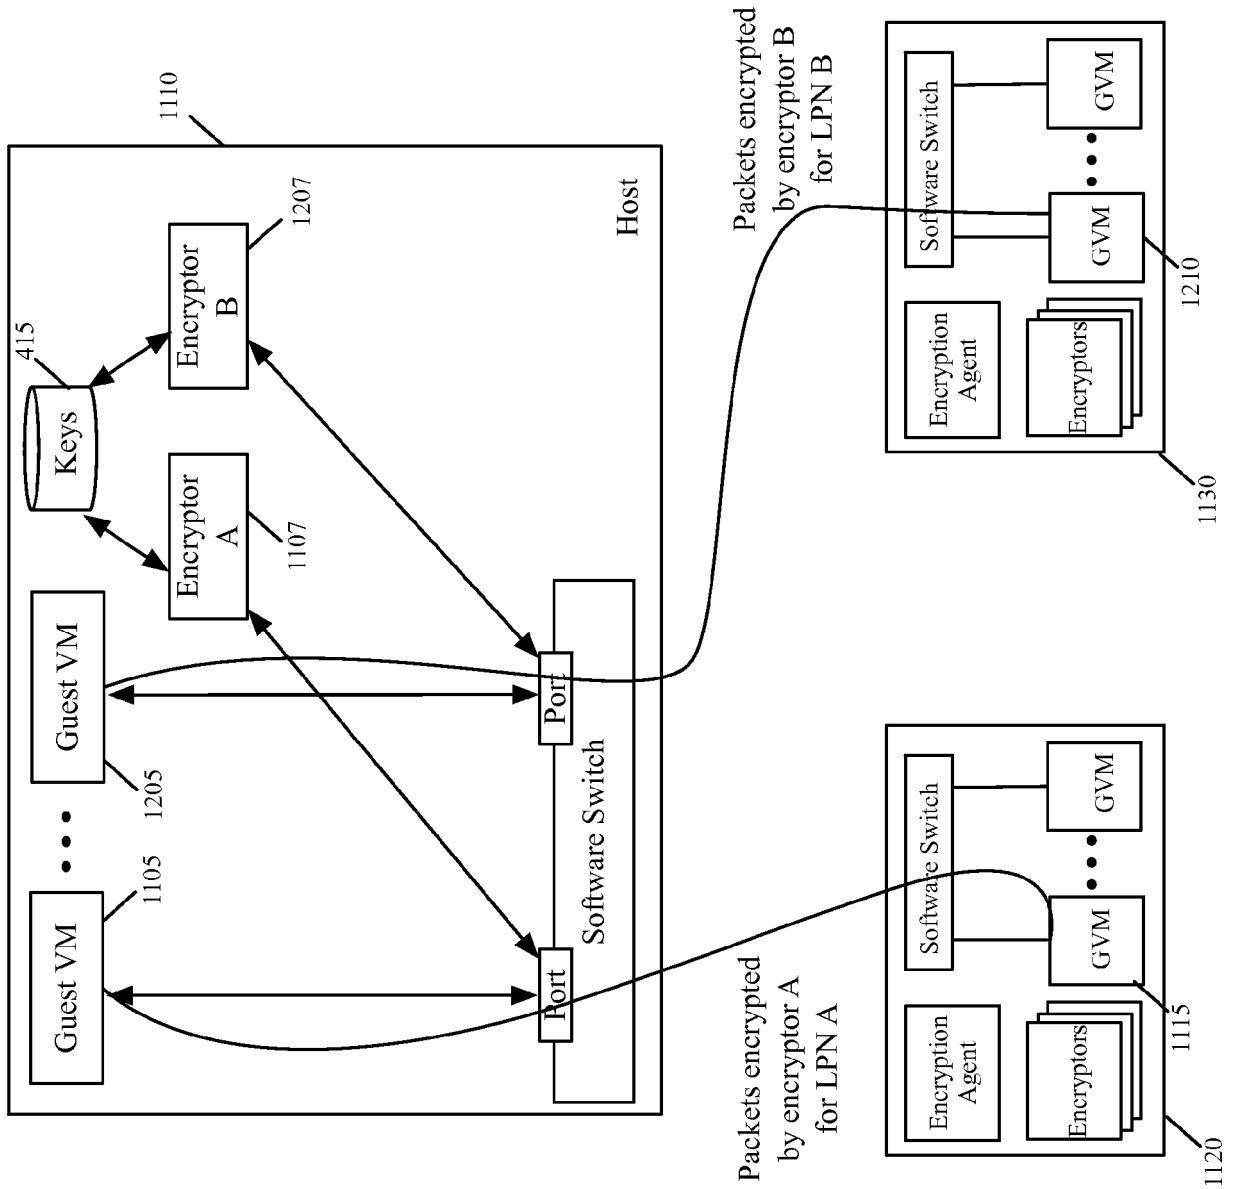 1110
415
Keys
1207
Encryptor
B
Encryptor
A
1107
Guest VM
1205
Guest VM
1105
Host
Port
Port
Software Switch
Packets encrypted
by encryptor B
for LPN B
Packets encrypted
by encryptor A
for LPN A
Software Switch
GVM
GVM
1210
Encryption
Agent
Encryptors
1130
Software Switch
GVM
GVM
1115
Encryption
Agent
Encryptors
1120